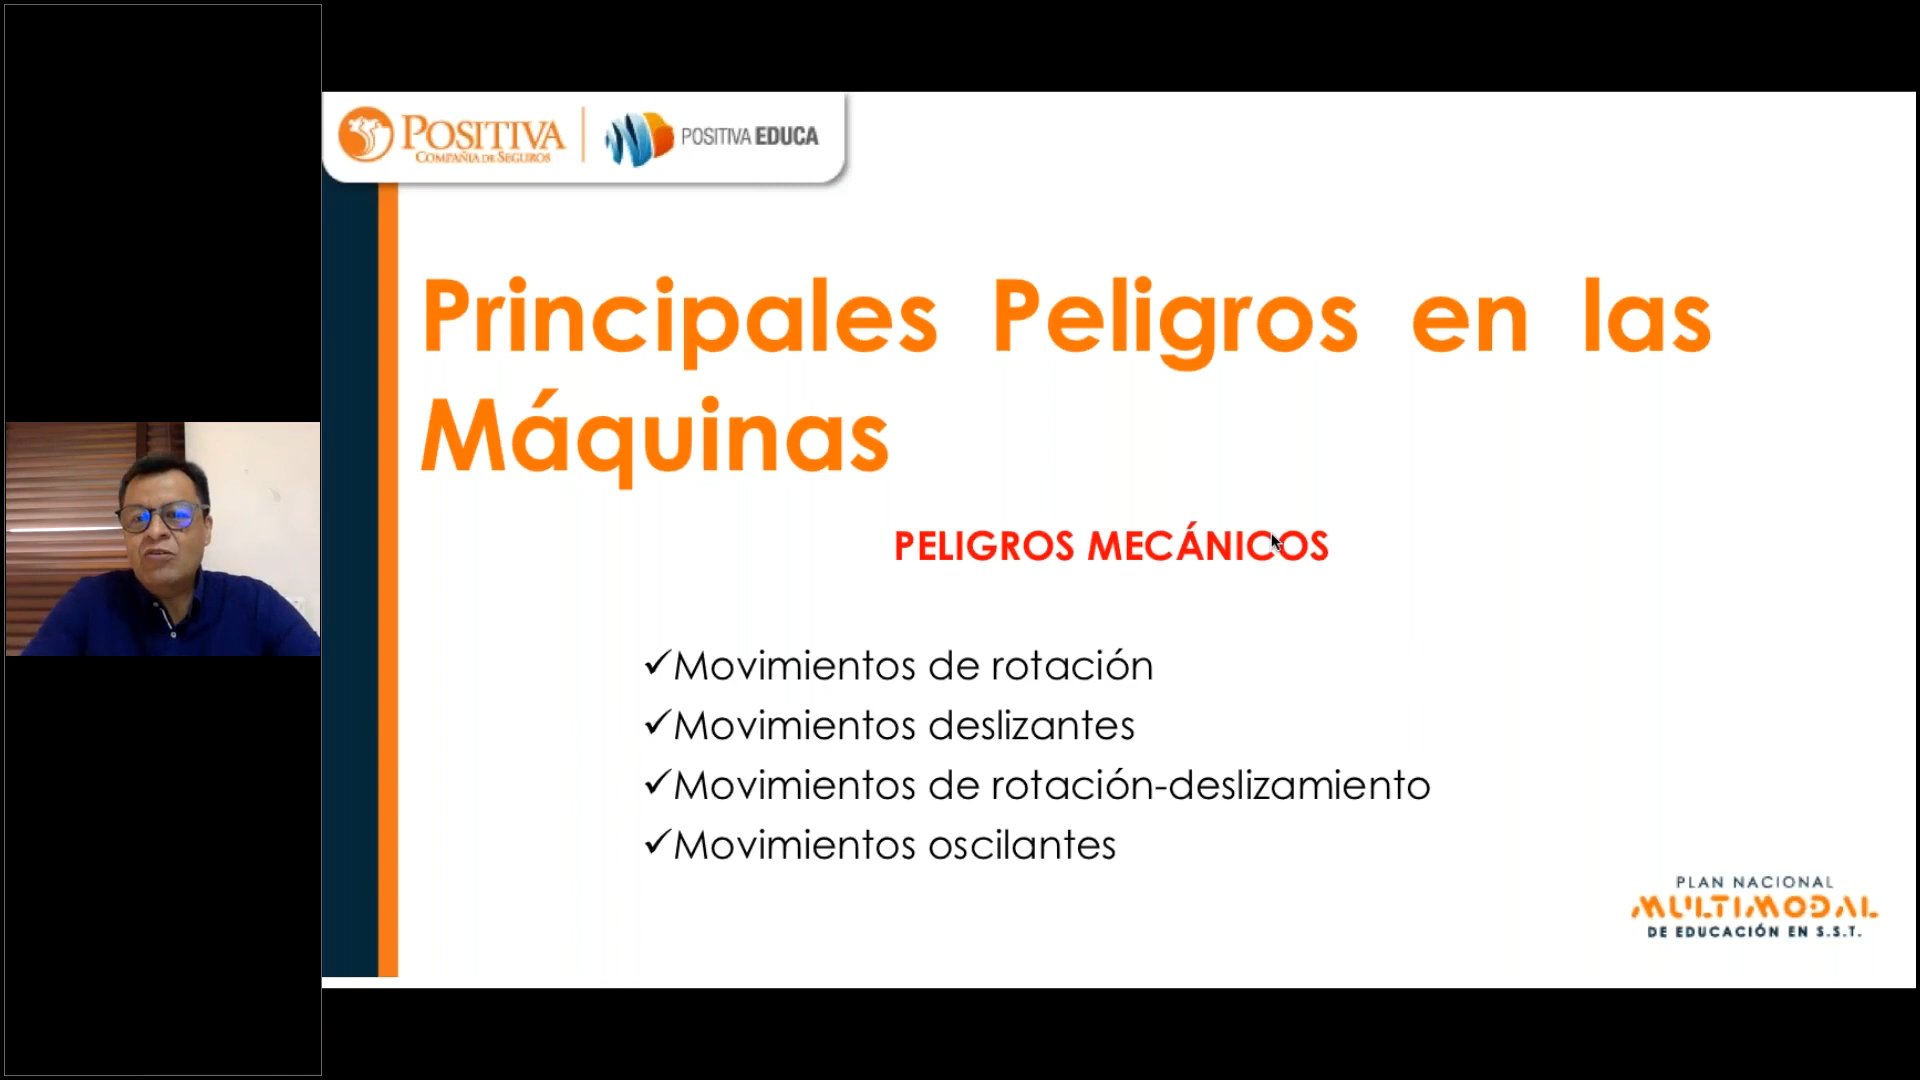 POSITIVA
COMPAÑIA DE SEGUROS
POSITIVA EDUCA
Principales Peligros en las
Máquinas
PELIGROS MECÁNICOS
✓Movimientos de rotación
✓Movimientos deslizantes
✓Movimientos de rotación-deslizamiento
✓Movimientos oscilantes
PLAN NACIONAL
MULTIMODAL
DE EDUCACIÓN EN S.S.T.